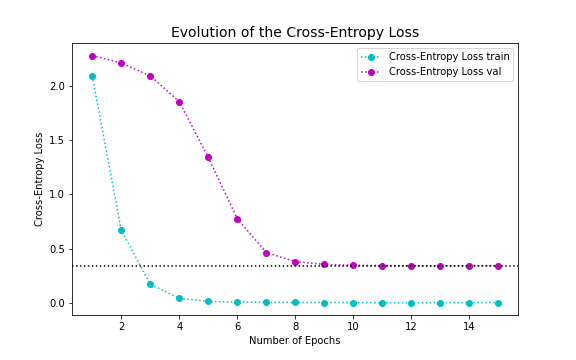 Evolution of the Cross-Entropy Loss
Cross-Entropy Loss train
Cross-Entropy Loss val
Cross-Entropy Loss
2.0
1.5
1.0
0.5
0.0
2 4 6 8 10 12 14
Number of Epochs